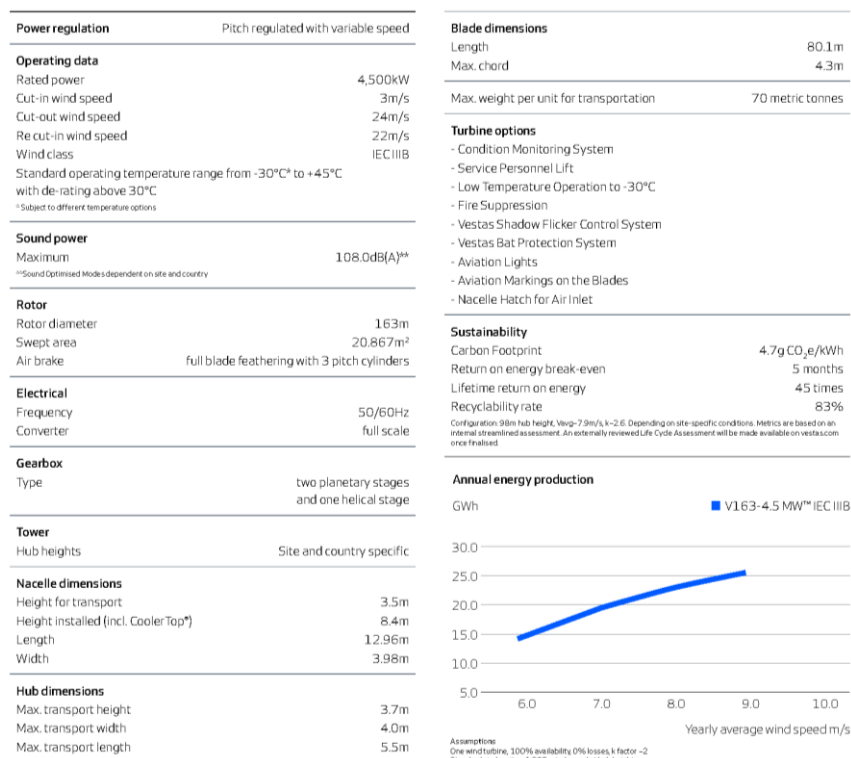 Power regulation Pitch regulated with variable speed
Operating data
Rated power 4,500kW
Cut-in wind speed 3m/s
Cut-out wind speed 24m/s
Re cut-in wind speed 22m/s
Wind class IEC IIIB
Standard operating temperature range from -30°C* to +45°C
with de-rating above 30°C
* Subject to different temperature options
Sound power
Maximum 108.0dB(A)**
**Sound Optimised Modes dependent on site and country
Rotor
Rotor diameter 163m
Swept area 20.867m²
Air brake full blade feathering with 3 pitch cylinders
Electrical
Frequency 50/60Hz
Converter full scale
Gearbox
Type two planetary stages
and one helical stage
Tower
Hub heights Site and country specific
Nacelle dimensions
Height for transport 3.5m
Height installed (incl. CoolerTop®) 8.4m
Length 12.96m
Width 3.98m
Hub dimensions
Max. transport height 3.7m
Max. transport width 4.0m
Max. transport length 5.5m
Blade dimensions
Length 80.1m
Max. chord 4.3m
Max. weight per unit for transportation 70 metric tonnes
Turbine options
- Condition Monitoring System
- Service Personnel Lift
- Low Temperature Operation to -30°C
- Fire Suppression
- Vestas Shadow Flicker Control System
- Vestas Bat Protection System
- Aviation Lights
- Aviation Markings on the Blades
- Nacelle Hatch for Air Inlet
Sustainability
Carbon Footprint 4.7g CO₂e/kWh
Return on energy break-even 5 months
Lifetime return on energy 45 times
Recyclability rate 83%
Configuration: 98m hub height, Vavg=7.9m/s, k=2.6. Depending on site-specific conditions. Metrics are based on an
internal streamlined assessment. An externally reviewed Life Cycle Assessment will be made available on vestas.com
once finalised.
Annual energy production
GWh V163-4.5 MW™ IEC IIIB
30.0
25.0
20.0
15.0
10.0
5.0
6.0 7.0 8.0 9.0 10.0
Yearly average wind speed m/s
Assumptions
One wind turbine, 100% availability, 0% losses, k factor =2